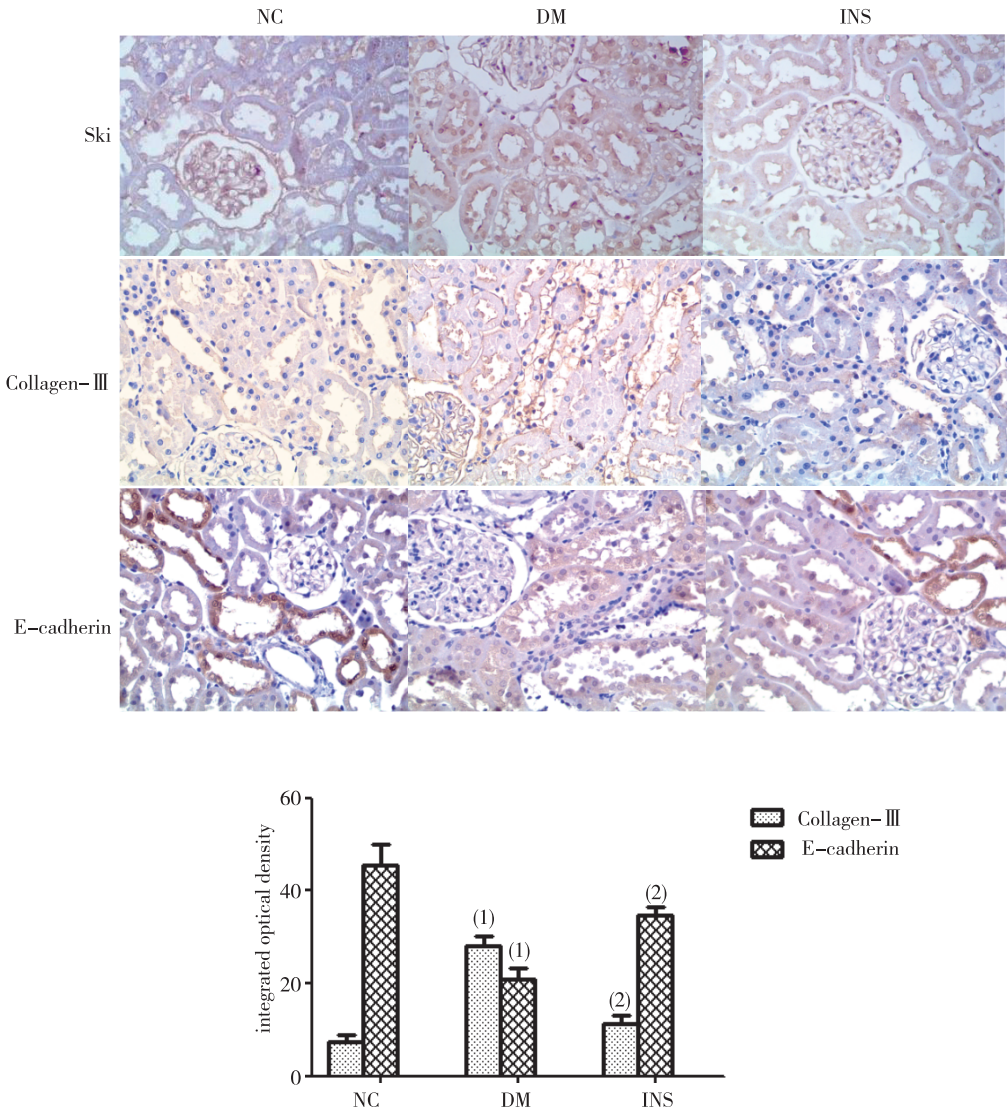 NC DM INS
Ski
Collagen-Ⅲ
E-cadherin
60
40
20
0
integrated optical density
(1)
(1)
(2)
(2)
NC DM INS
Collagen-Ⅲ
E-cadherin